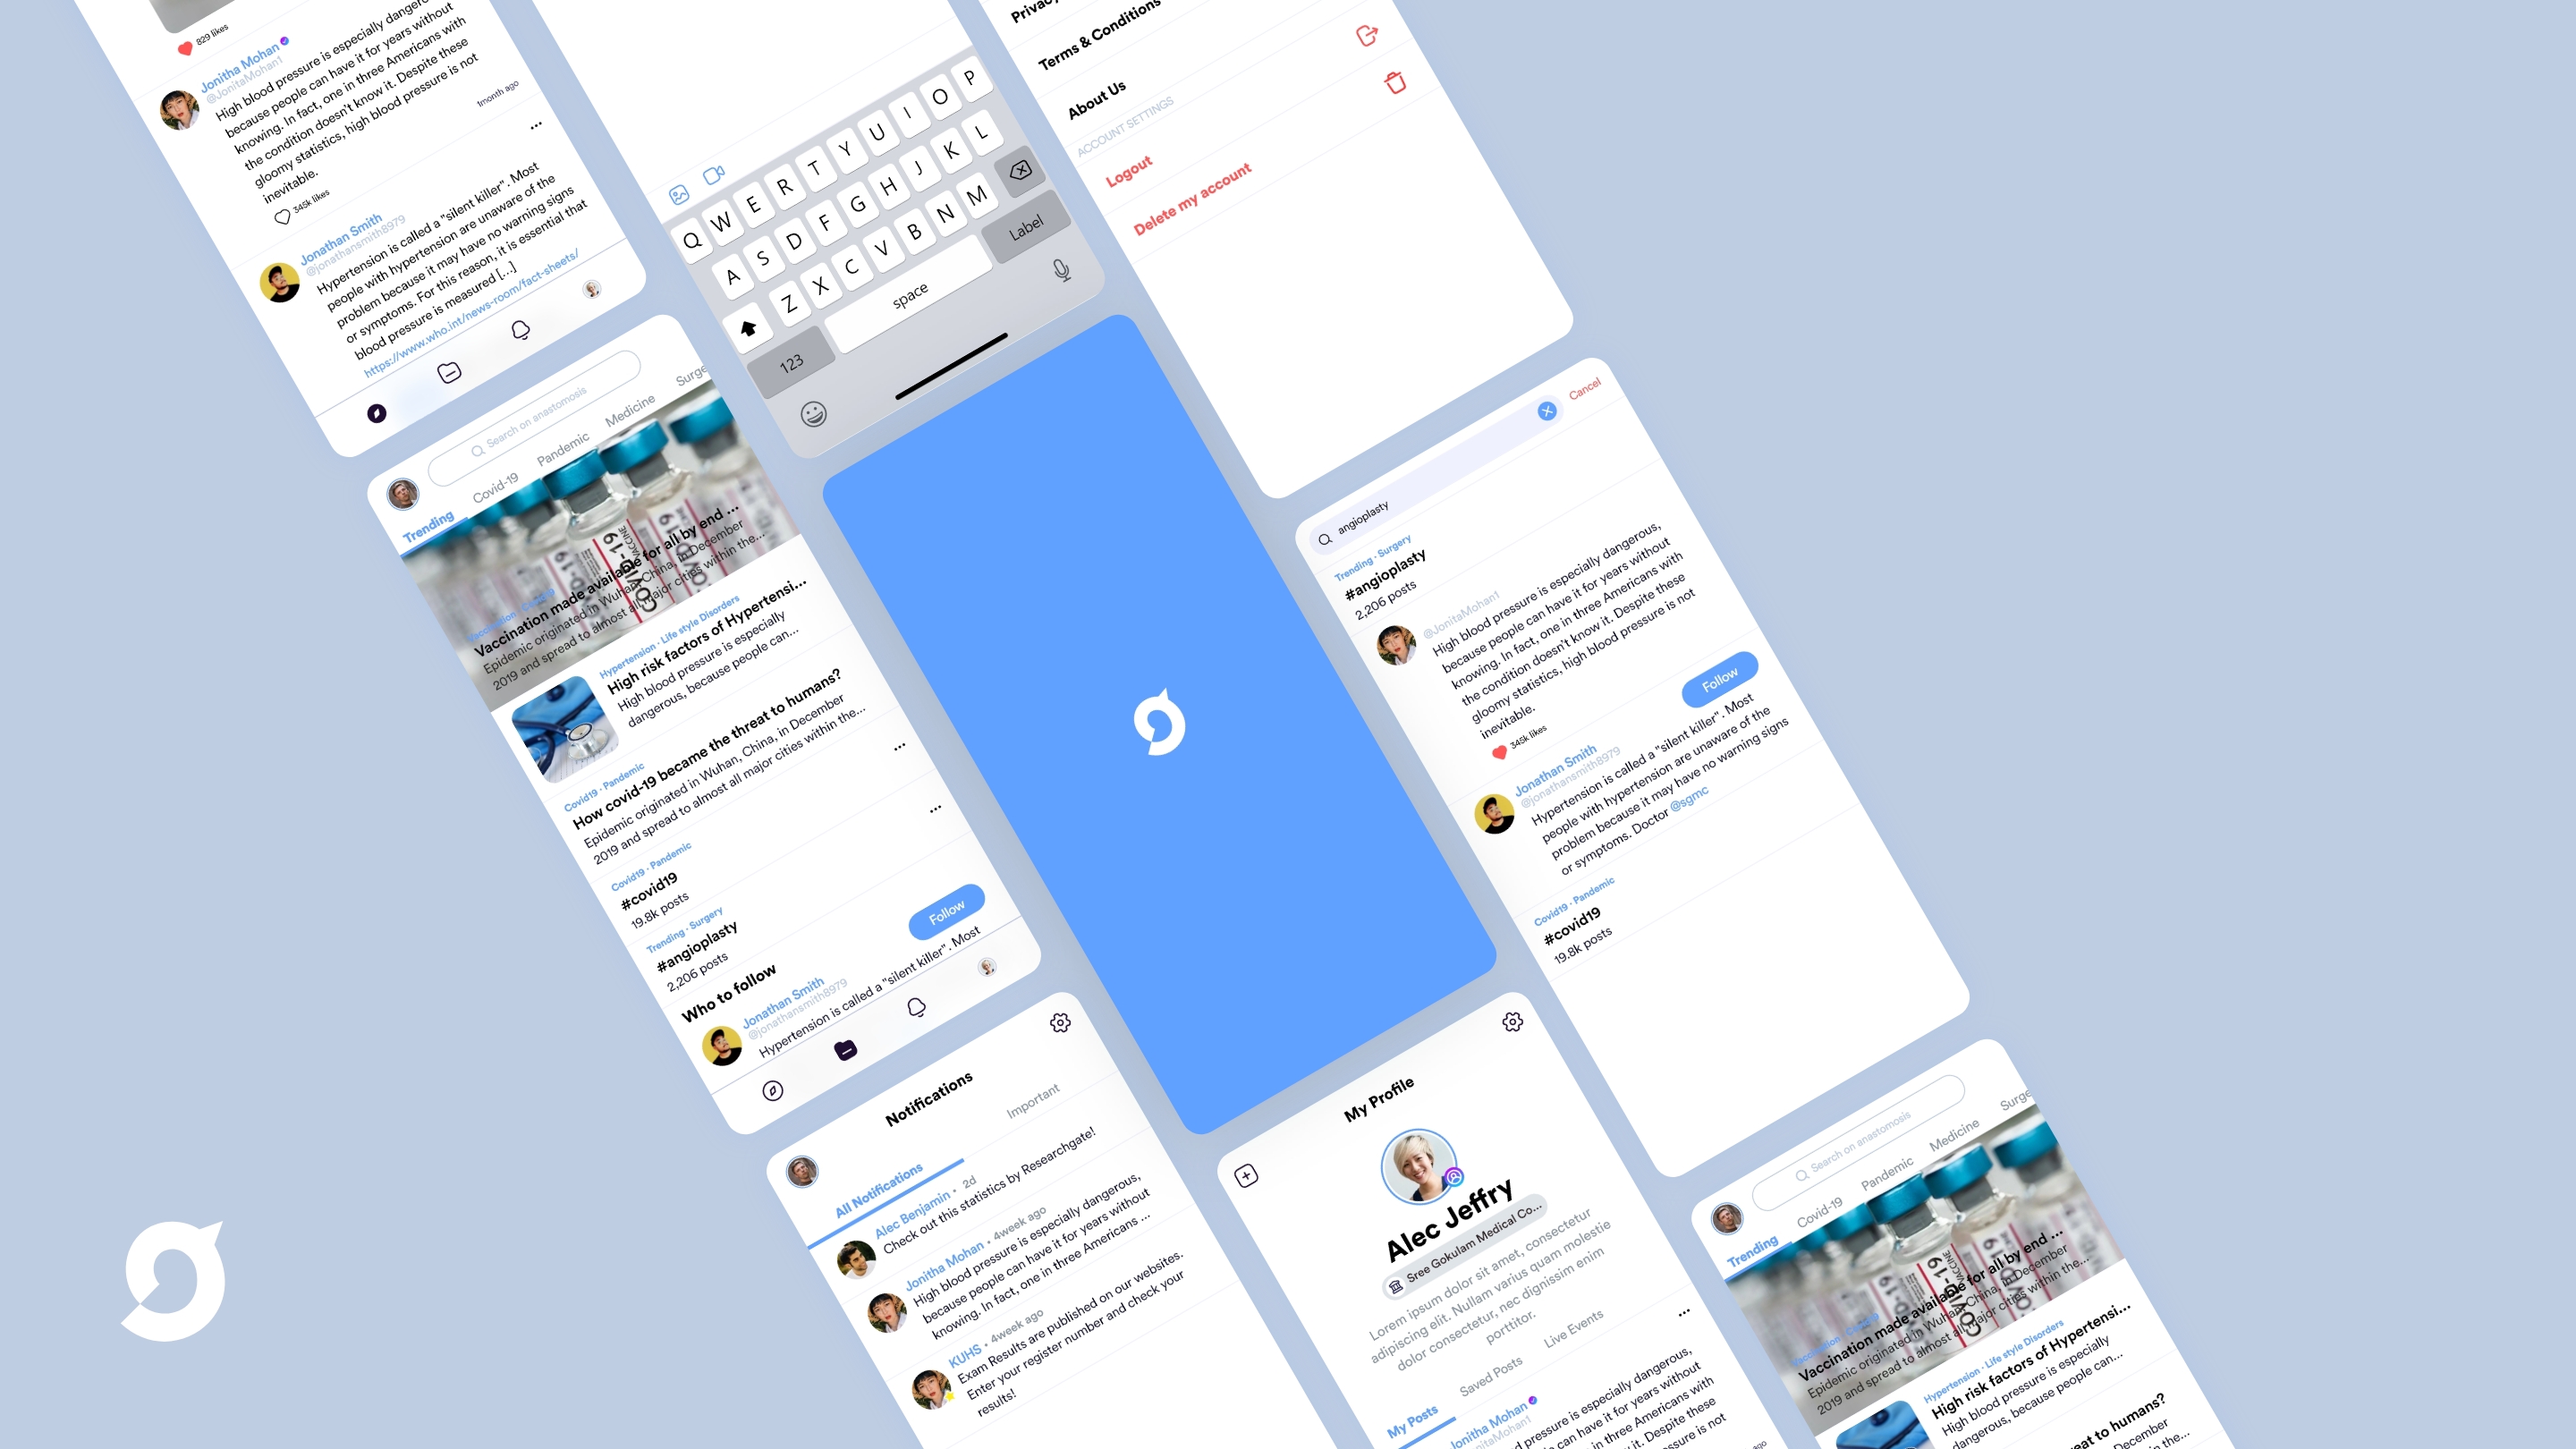 829 likes
Jonitha Mohan
@JonitaMohan1
High blood pressure is especially dangerous,
because people can have it for years without
knowing. In fact, one in three Americans with
the condition doesn't know it. Despite these
gloomy statistics, high blood pressure is not
inevitable.
1month ago
345k likes
Jonathan Smith
@jonathansmith8979
Hypertension is called a "silent killer". Most
people with hypertension are unaware of the
problem because it may have no warning signs
or symptoms. For this reason, it is essential that
blood pressure is measured [...]
https://www.who.int/news-room/fact-sheets/
Q W E R T Y U I O P
A S D F G H J K L
Z X C V B N M
123
space
Label
Privacy
Terms & Conditions
About Us
ACCOUNT SETTINGS
Logout
Delete my account
Search on anastomosis
Trending
Covid-19
Pandemic
Medicine
Surge
Vaccination made available for all by end ...
Epidemic originated in Wuhan, China, in December
2019 and spread to almost all major cities within the...
Hypertension · Life style Disorders
High risk factors of Hypertensi...
High blood pressure is especially
dangerous, because people can...
Covid19 · Pandemic
How covid-19 became the threat to humans?
Epidemic originated in Wuhan, China, in December
2019 and spread to almost all major cities within the...
Covid19 · Pandemic
#covid19
19.8k posts
Trending · Surgery
#angioplasty
2,206 posts
Who to follow
Jonathan Smith
@jonathansmith8979
Follow
Hypertension is called a "silent killer". Most
angioplasty
Cancel
Trending · Surgery
#angioplasty
2,206 posts
@JonitaMohan1
High blood pressure is especially dangerous,
because people can have it for years without
knowing. In fact, one in three Americans with
the condition doesn't know it. Despite these
gloomy statistics, high blood pressure is not
inevitable.
345k likes
Follow
Jonathan Smith
@jonathansmith8979
Hypertension is called a "silent killer". Most
people with hypertension are unaware of the
problem because it may have no warning signs
or symptoms. Doctor @sgmc
Covid19 · Pandemic
#covid19
19.8k posts
Notifications
All Notifications
Important
Alec Benjamin • 2d
Check out this statistics by Researchgate!
Jonitha Mohan • 4week ago
High blood pressure is especially dangerous,
because people can have it for years without
knowing. In fact, one in three Americans ...
KUHS • 4week ago
Exam Results are published on our websites.
Enter your register number and check your
results!
My Profile
Alec Jeffry
Sree Gokulam Medical Co...
Lorem ipsum dolor sit amet, consectetur
adipiscing elit. Nullam varius quam molestie
dolor consectetur, nec dignissim enim
porttitor.
My Posts
Saved Posts
Live Events
Jonitha Mohan
nitaMohan1
d pressure is especially dangerous,
can have it for years without
in three Americans with
it. Despite these
is not
Search on anastomosis
Trending
Covid-19
Pandemic
Medicine
Surge
Vaccination made available for all by end ...
Epidemic originated in Wuhan, China, in December
2019 and spread to almost all major cities within the...
Hypertension · Life style Disorders
High risk factors of Hypertensi...
High blood pressure is especially
dangerous, because people can...
eat to humans?
December
in the...